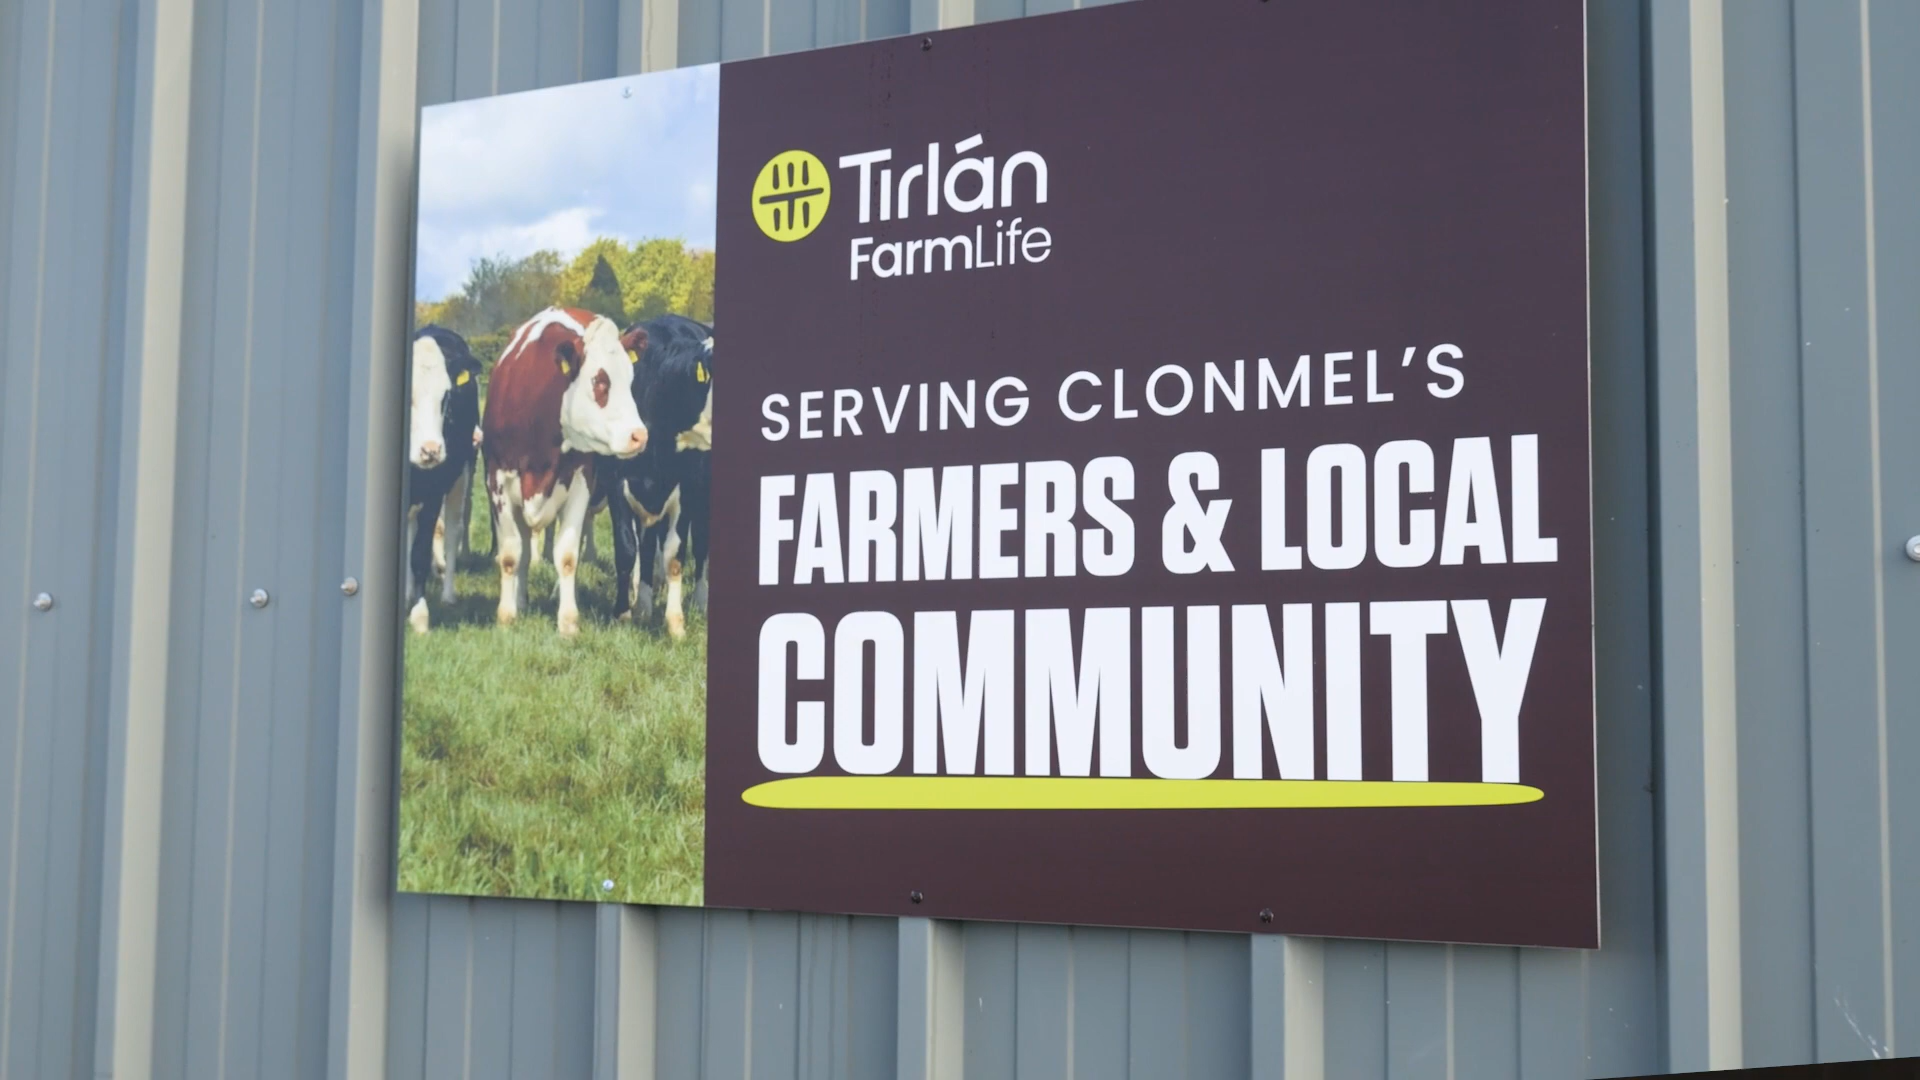 Tirlán
FarmLife
SERVING CLONMEL’S
FARMERS & LOCAL
COMMUNITY